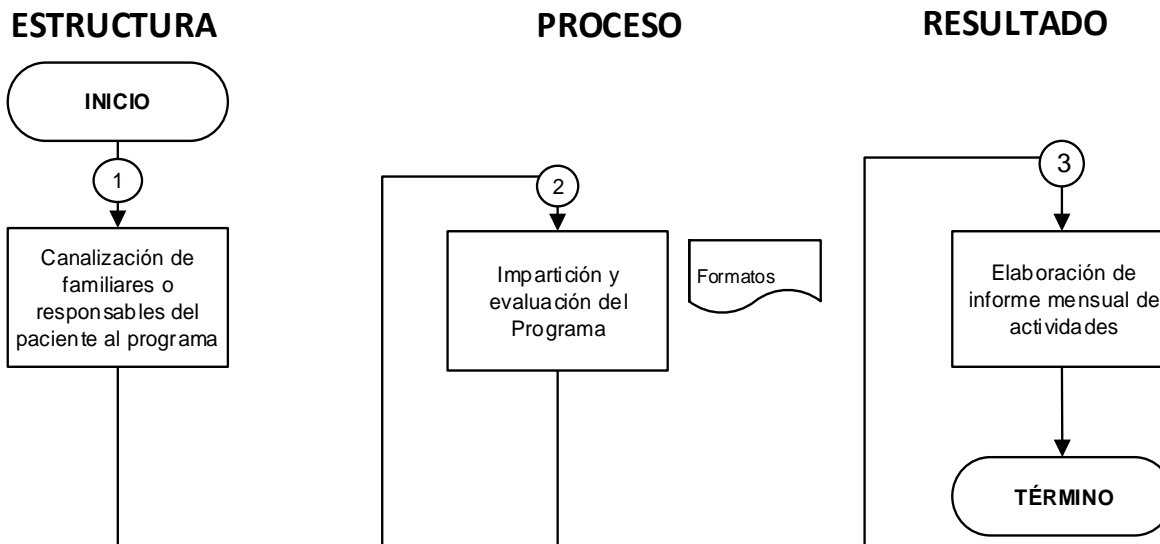 ESTRUCTURA
INICIO
1
Canalización de
familiares o
responsables del
paciente al programa
PROCESO
2
Impartición y
evaluación del
Programa
Formatos
RESULTADO
3
Elaboración de
informe mensual de
actividades
TÉRMINO